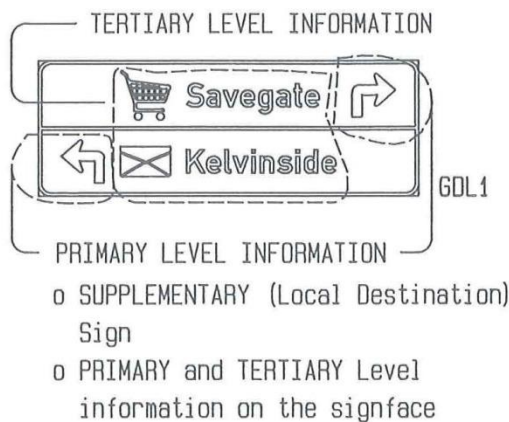 TERTIARY LEVEL INFORMATION
Savegate
Kelvinside
GDL1
PRIMARY LEVEL INFORMATION
o SUPPLEMENTARY (Local Destination)
Sign
o PRIMARY and TERTIARY Level
information on the signface